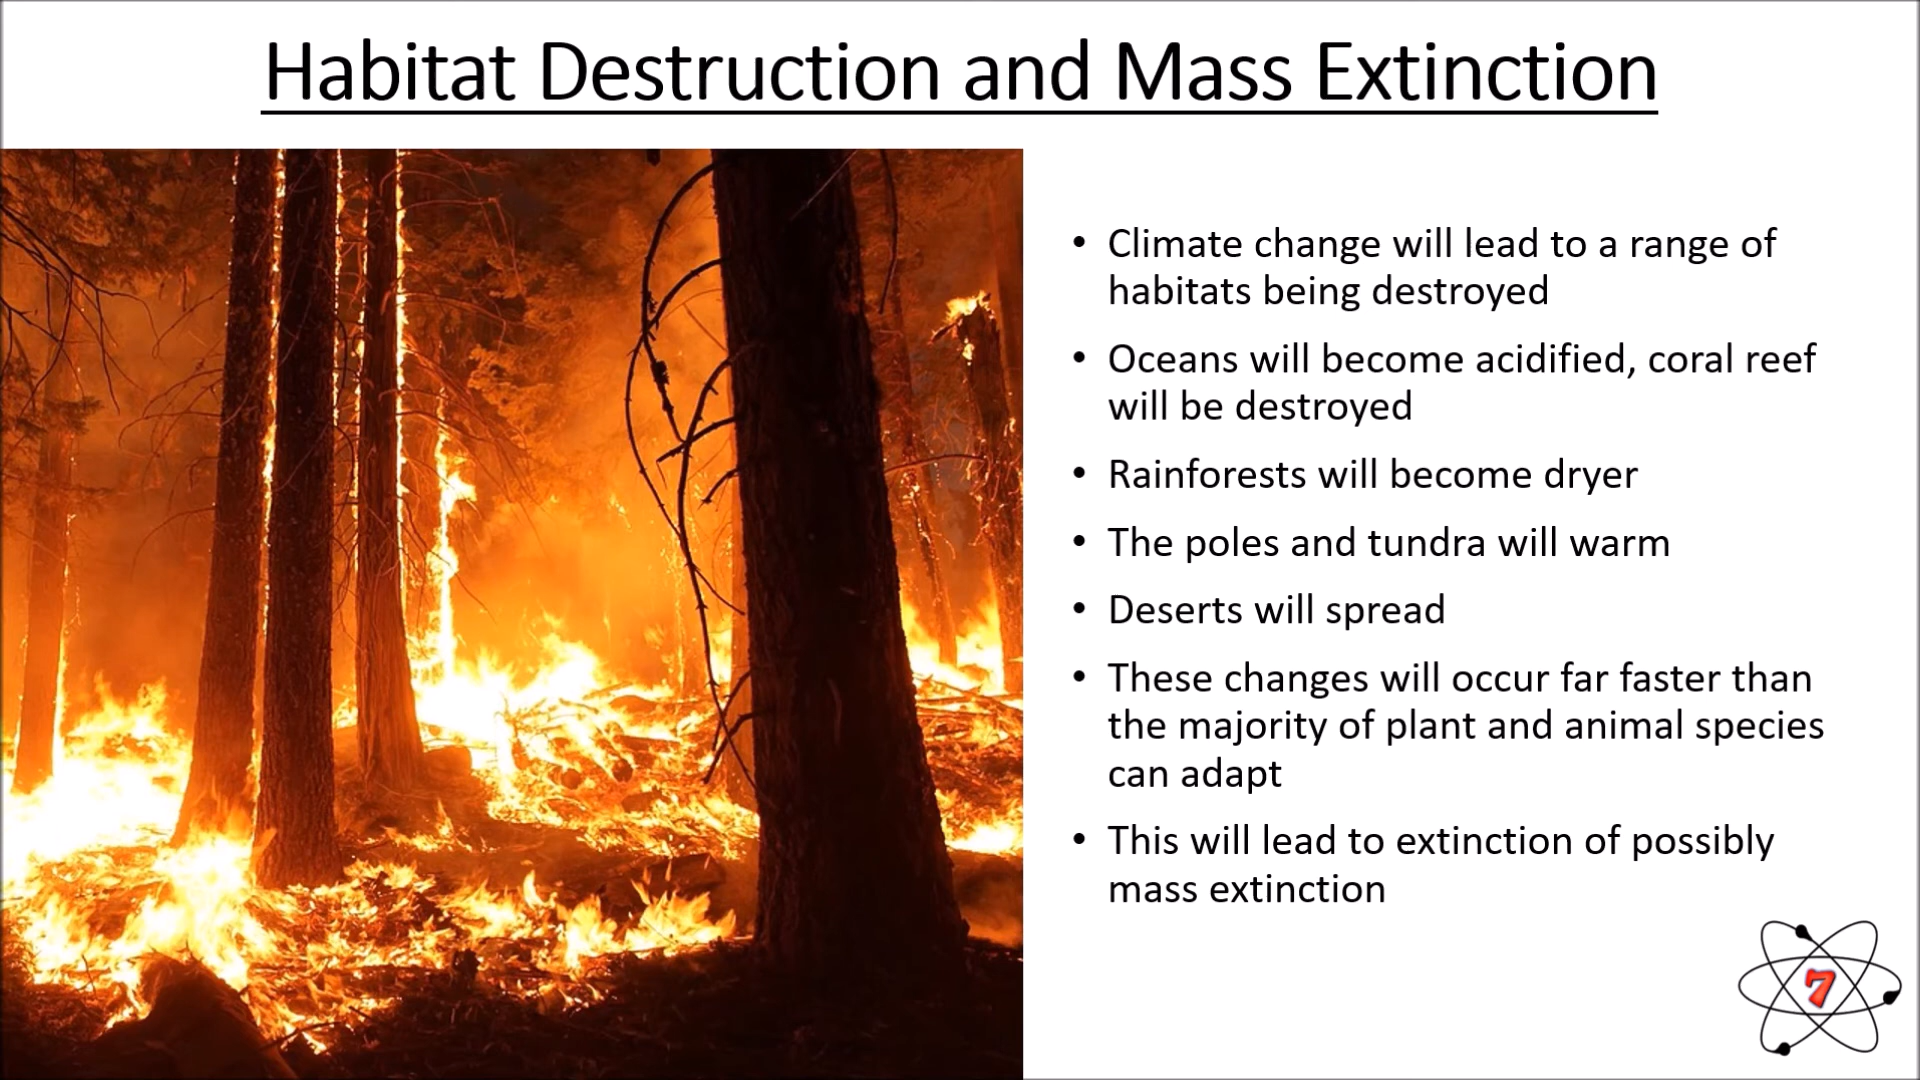 Habitat Destruction and Mass Extinction
• Climate change will lead to a range of
habitats being destroyed
• Oceans will become acidified, coral reef
will be destroyed
• Rainforests will become dryer
• The poles and tundra will warm
• Deserts will spread
• These changes will occur far faster than
the majority of plant and animal species
can adapt
• This will lead to extinction of possibly
mass extinction
7